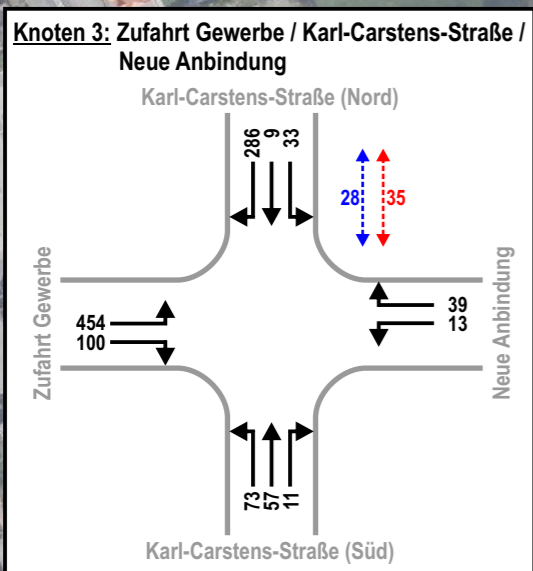 Knoten 3: Zufahrt Gewerbe / Karl-Carstens-Straße /
Neue Anbindung
Karl-Carstens-Straße (Nord)
286
9
33
28
35
Zufahrt Gewerbe
454
100
39
13
Neue Anbindung
73
57
11
Karl-Carstens-Straße (Süd)